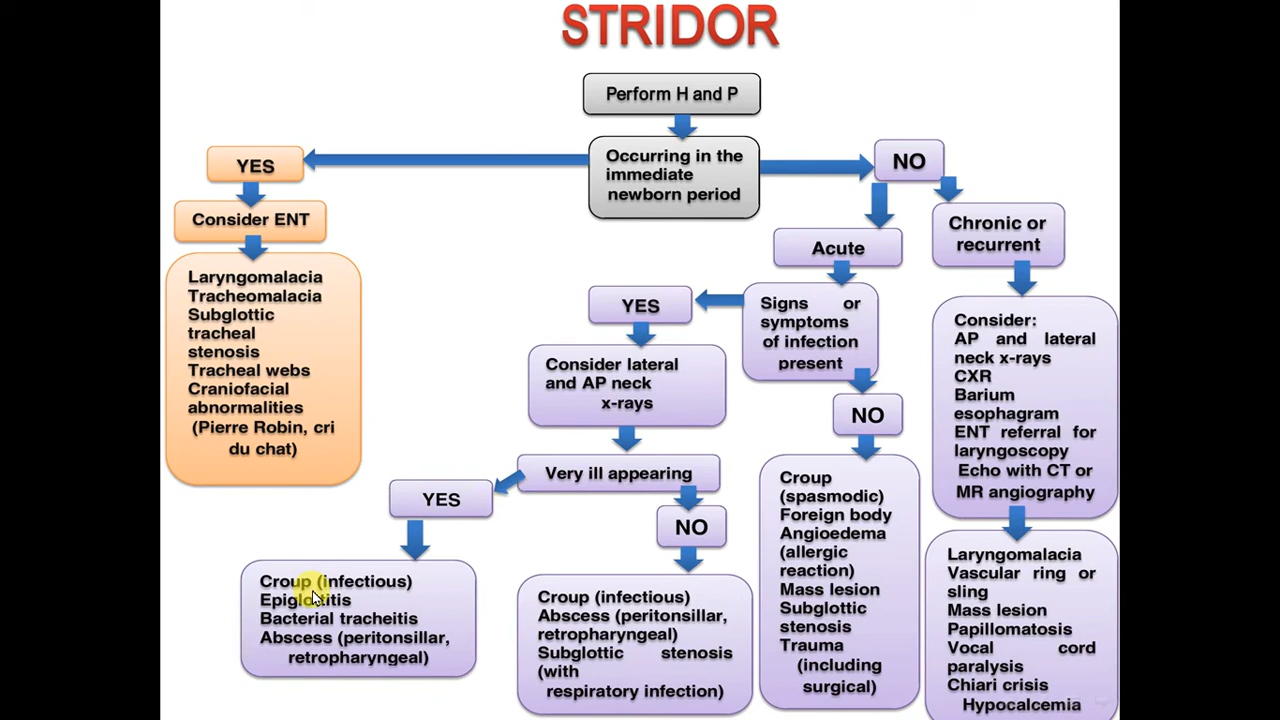 STRIDOR
Perform H and P
Occurring in the
immediate
newborn period
YES
Consider ENT
Laryngomalacia
Tracheomalacia
Subglottic
tracheal
stenosis
Tracheal webs
Craniofacial
abnormalities
(Pierre Robin, cri
du chat)
NO
Acute
Signs or
symptoms
of infection
present
YES
Consider lateral
and AP neck
x-rays
Very ill appearing
YES
Croup (infectious)
Epiglottitis
Bacterial tracheitis
Abscess (peritonsillar,
retropharyngeal)
NO
Croup (infectious)
Abscess (peritonsillar,
retropharyngeal)
Subglottic stenosis
(with
respiratory infection)
NO
Croup
(spasmodic)
Foreign body
Angioedema
(allergic
reaction)
Mass lesion
Subglottic
stenosis
Trauma
(including
surgical)
Chronic or
recurrent
Consider:
AP and lateral
neck x-rays
CXR
Barium
esophagram
ENT referral for
laryngoscopy
Echo with CT or
MR angiography
Laryngomalacia
Vascular ring or
sling
Mass lesion
Papillomatosis
Vocal cord
paralysis
Chiari crisis
Hypocalcemia